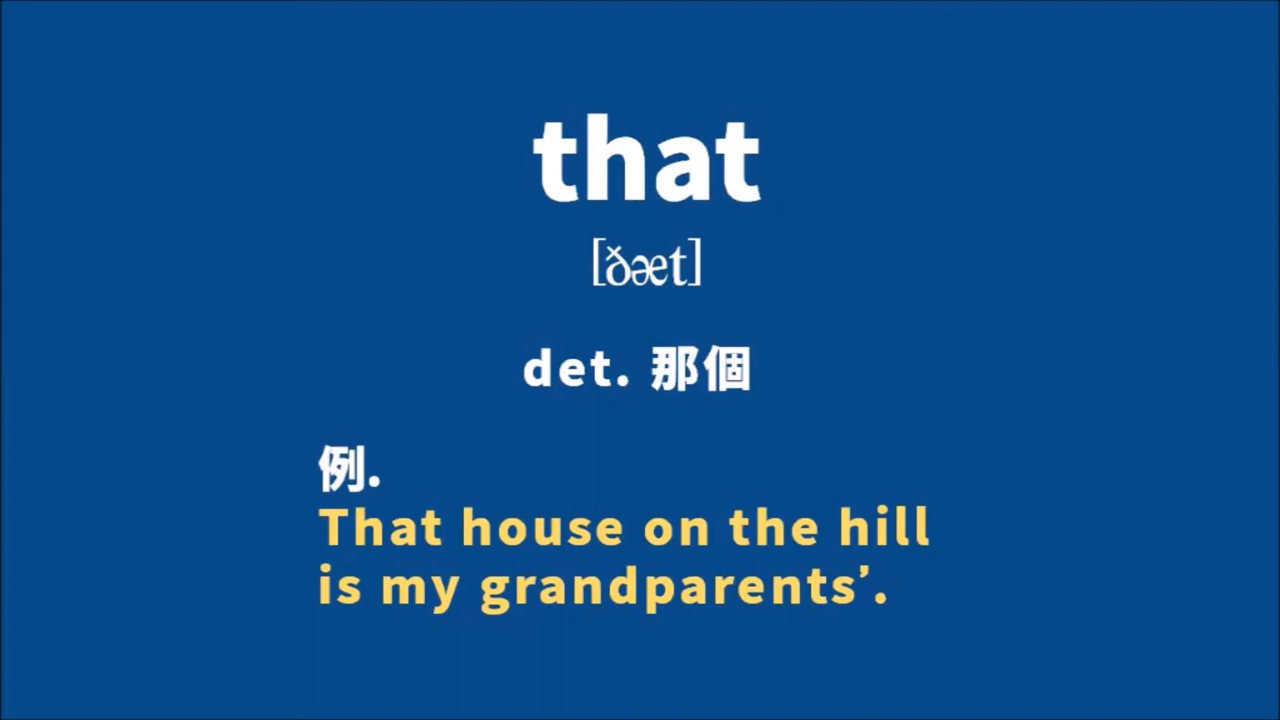 that
[ðæt]
det. 那個
例.
That house on the hill
is my grandparents’.